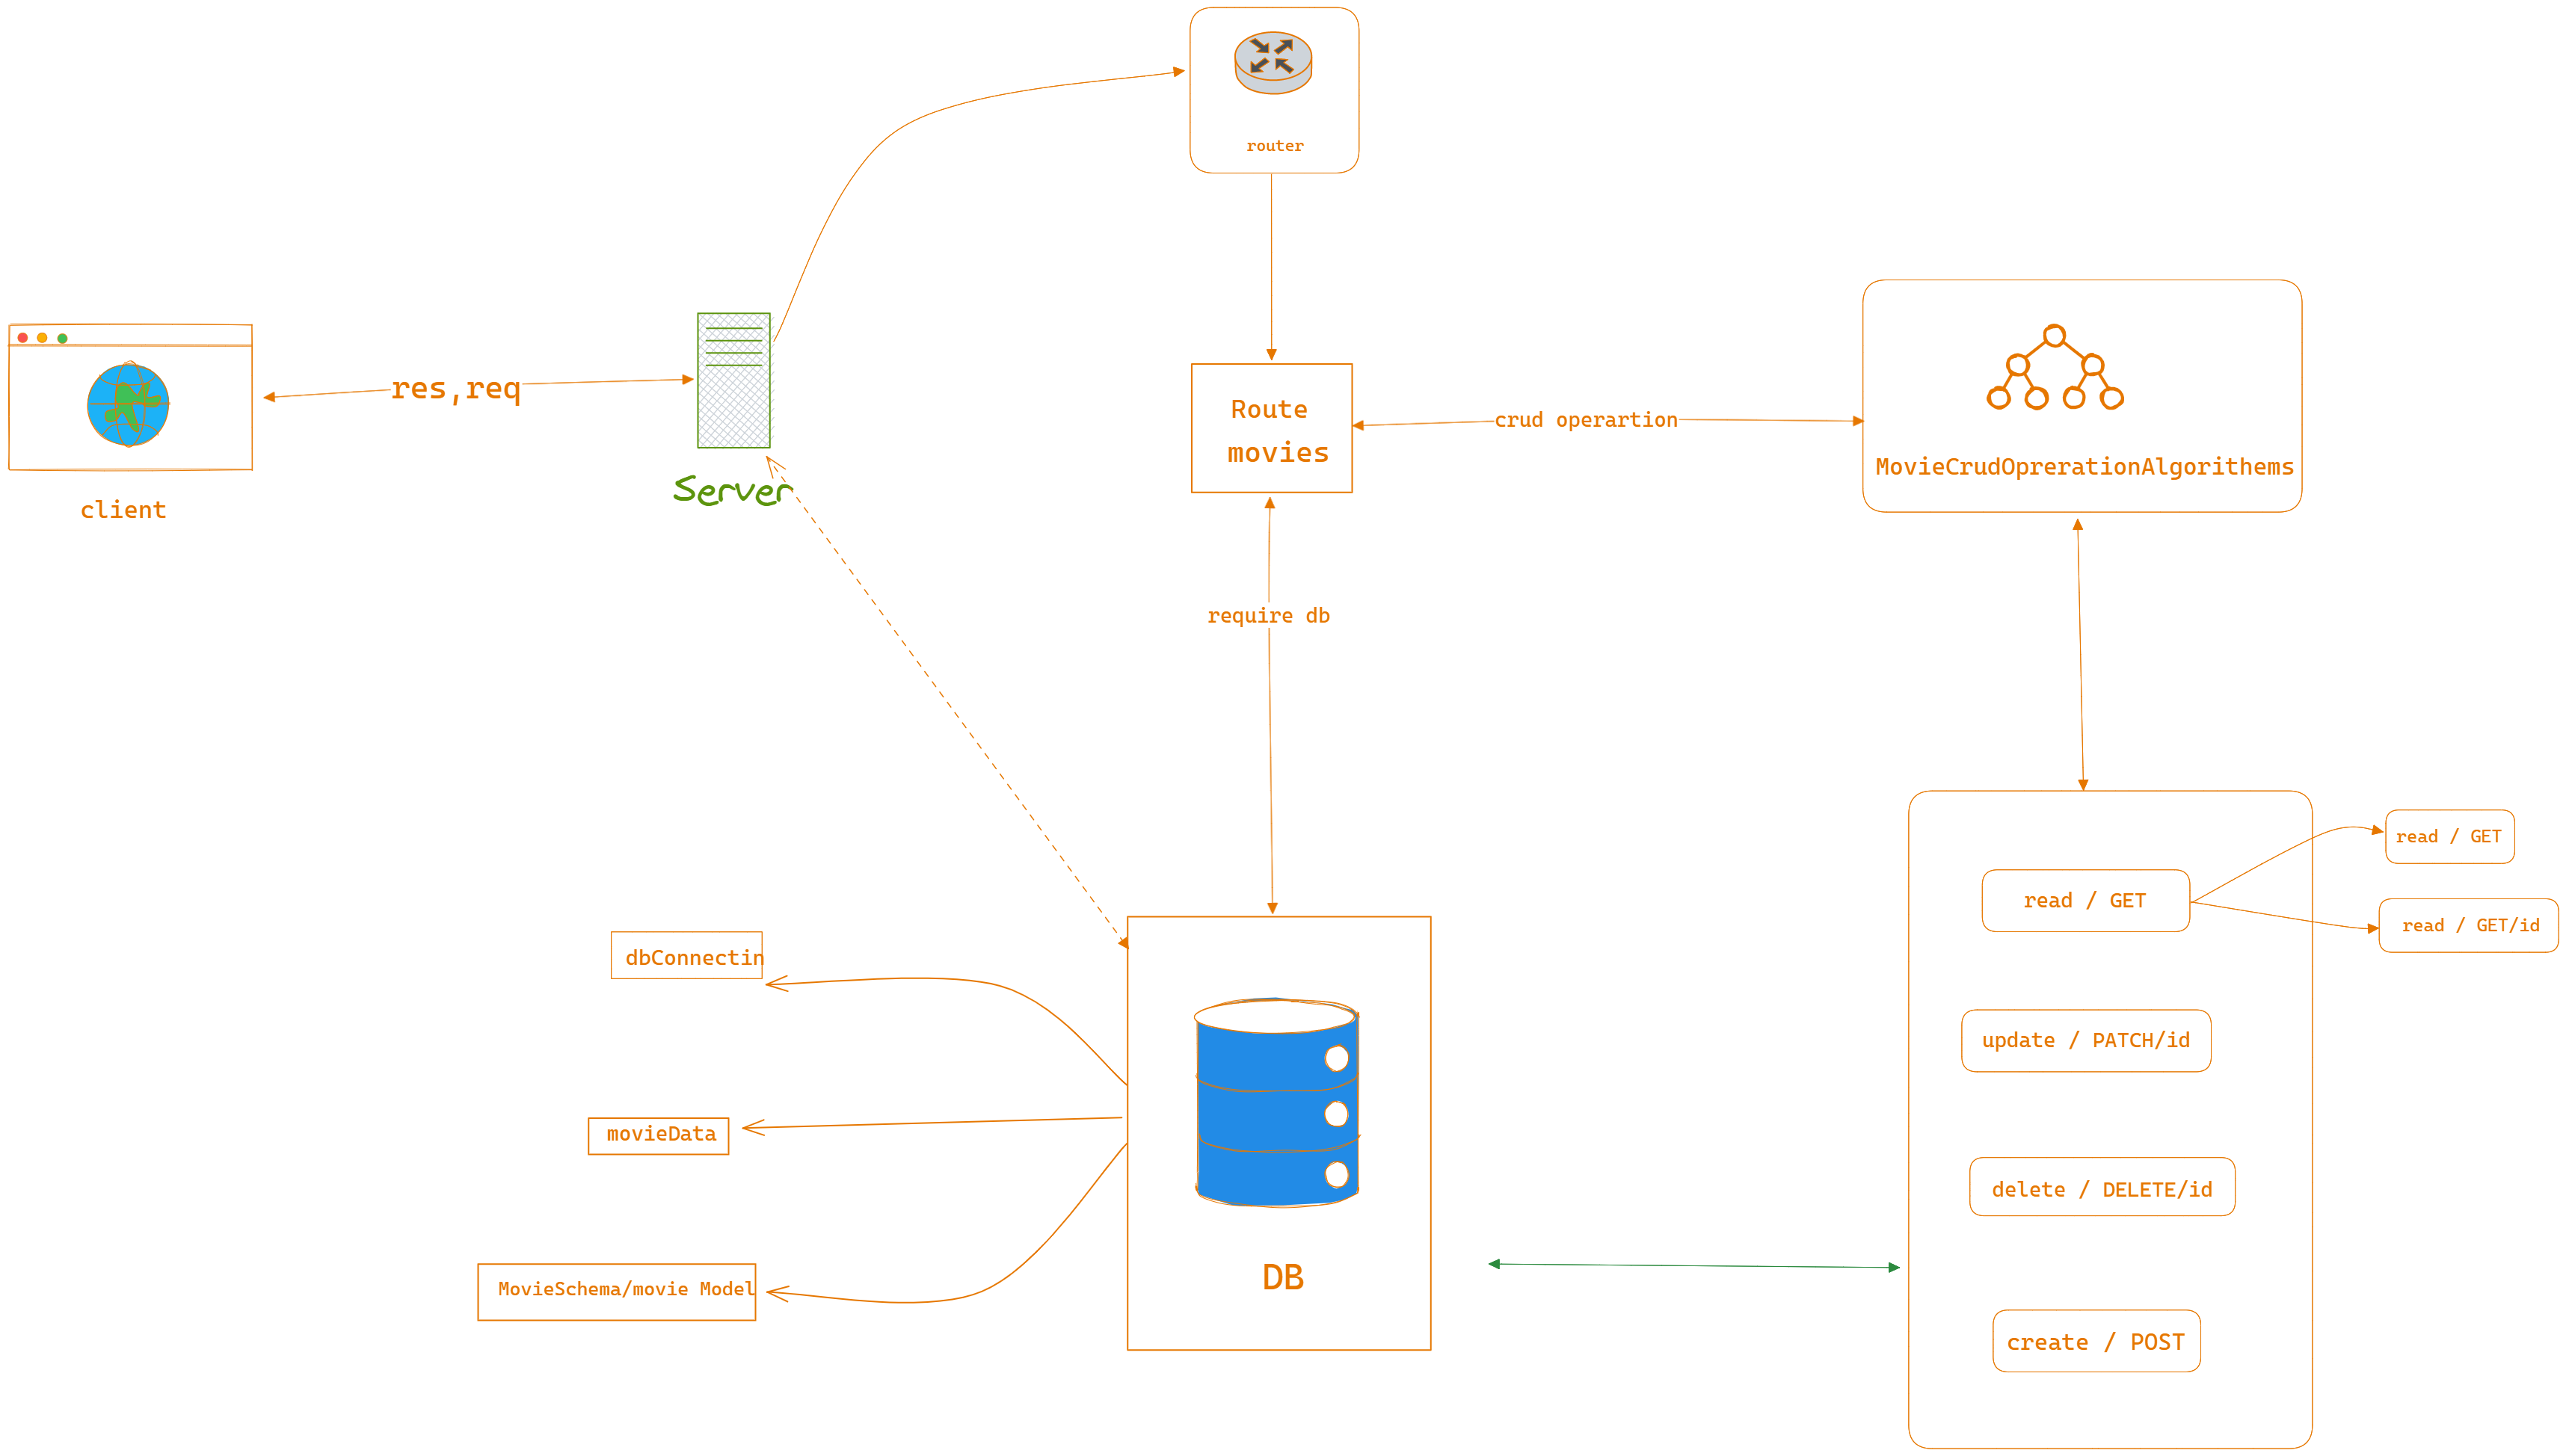 router
Route
movies
crud operartion
MovieCrudOprerationAlgorithems
res,req
client
Server
require db
read / GET
read / GET
read / GET/id
dbConnectin
update / PATCH/id
movieData
delete / DELETE/id
MovieSchema/movie Model
DB
create / POST